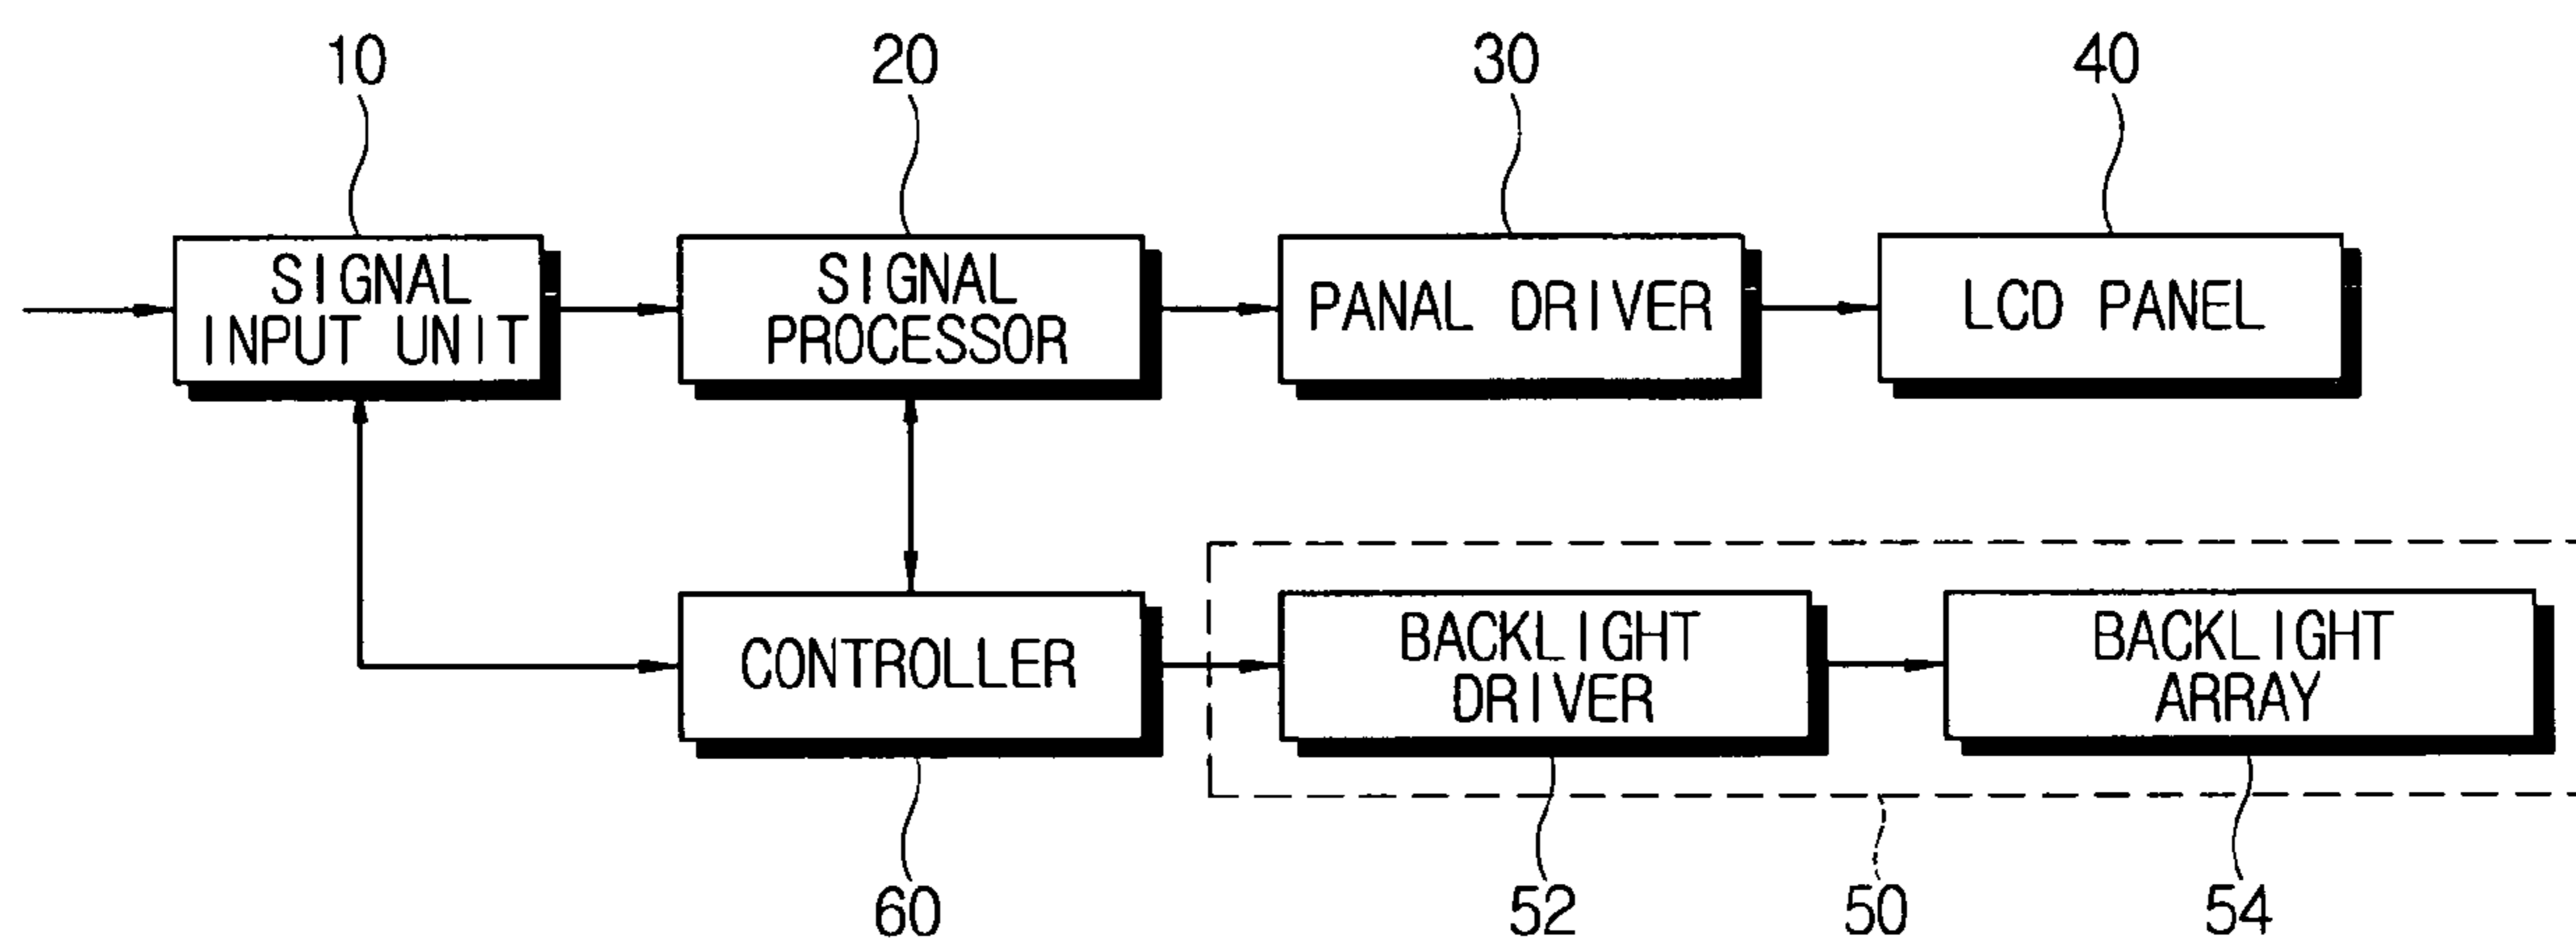 10
20
30
40
SIGNAL
INPUT UNIT
SIGNAL
PROCESSOR
PANAL DRIVER
LCD PANEL
CONTROLLER
BACKLIGHT
DRIVER
BACKLIGHT
ARRAY
60
52
50
54